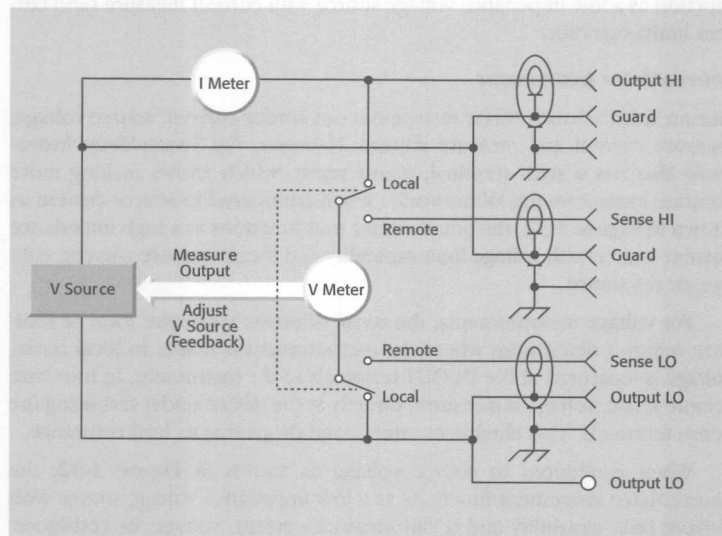 I Meter
Output HI
Guard
Local
Remote
Sense HI
Guard
Measure
Output
V Source
V Meter
Adjust
V Source
(Feedback)
Remote
Local
Sense LO
Output LO
Output LO